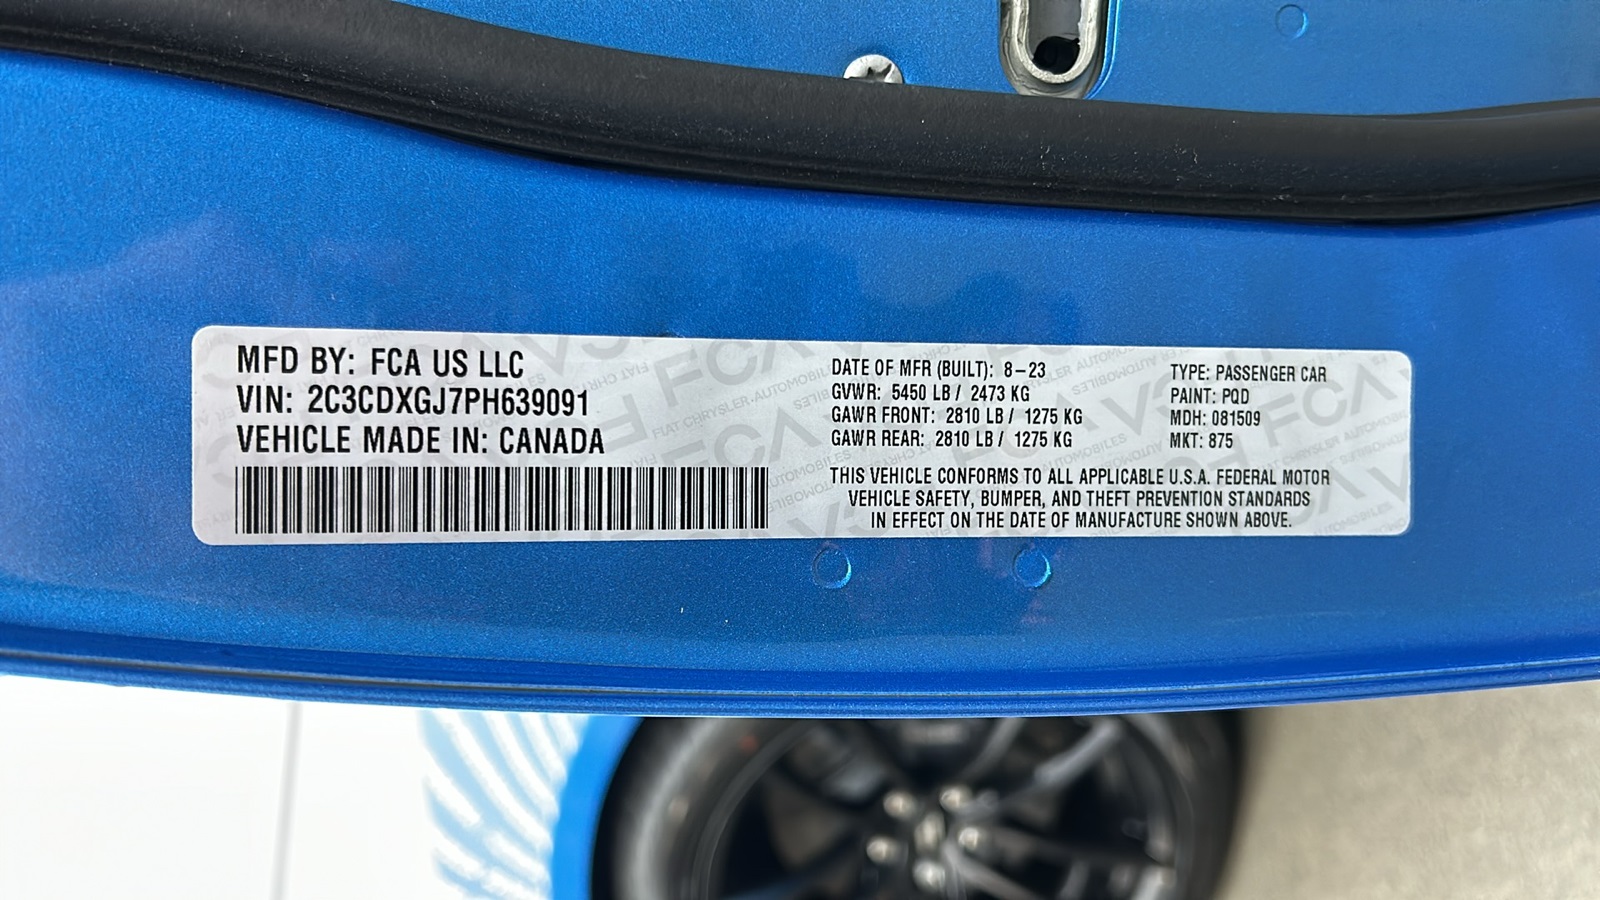 MFD BY: FCA US LLC
VIN: 2C3CDXGJ7PH639091
VEHICLE MADE IN: CANADA
DATE OF MFR (BUILT): 8-23
GVWR: 5450 LB / 2473 KG
GAWR FRONT: 2810 LB / 1275 KG
GAWR REAR: 2810 LB / 1275 KG
TYPE: PASSENGER CAR
PAINT: PQD
MDH: 081509
MKT: 875
THIS VEHICLE CONFORMS TO ALL APPLICABLE U.S.A. FEDERAL MOTOR
VEHICLE SAFETY, BUMPER, AND THEFT PREVENTION STANDARDS
IN EFFECT ON THE DATE OF MANUFACTURE SHOWN ABOVE.